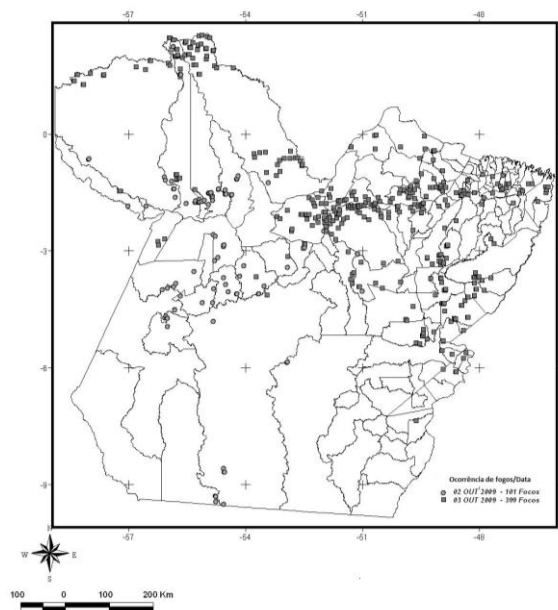 -57 -54 -51 -48
0
-3
-6
-9
Ocorrência de fogos/Data
02 OUT 2009 - 101 Focos
03 OUT 2009 - 399 Focos
-57 -54 -51 -48
N
W E
S
100 0 100 200 Km